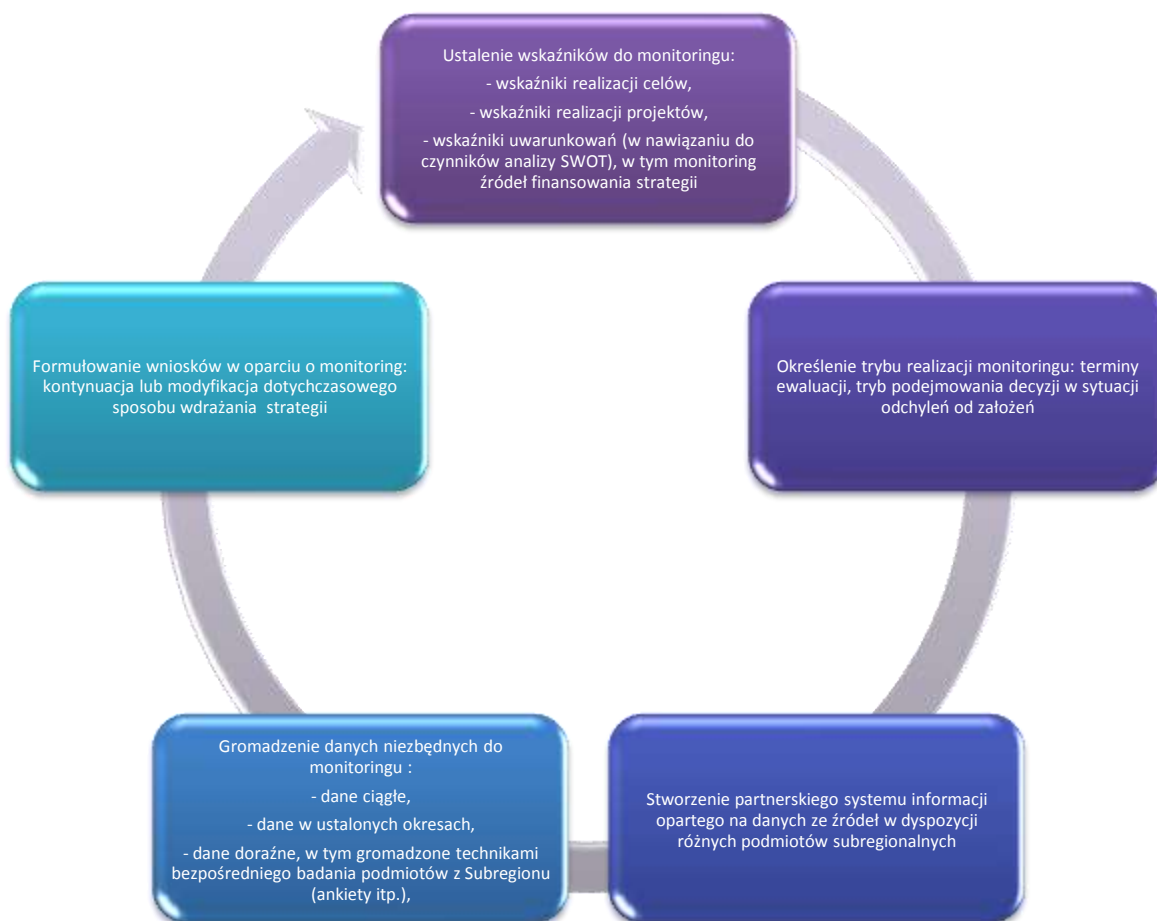 Ustalenie wskaźników do monitoringu:
- wskaźniki realizacji celów,
- wskaźniki realizacji projektów,
- wskaźniki uwarunkowań (w nawiązaniu do
czynników analizy SWOT), w tym monitoring
źródeł finansowania strategii
Określenie trybu realizacji monitoringu: terminy
ewaluacji, tryb podejmowania decyzji w sytuacji
odchyleń od założeń
Stworzenie partnerskiego systemu informacji
opartego na danych ze źródeł w dyspozycji
różnych podmiotów subregionalnych
Gromadzenie danych niezbędnych do
monitoringu :
- dane ciągłe,
- dane w ustalonych okresach,
- dane doraźne, w tym gromadzone technikami
bezpośredniego badania podmiotów z Subregionu
(ankiety itp.),
Formułowanie wniosków w oparciu o monitoring:
kontynuacja lub modyfikacja dotychczasowego
sposobu wdrażania  strategii